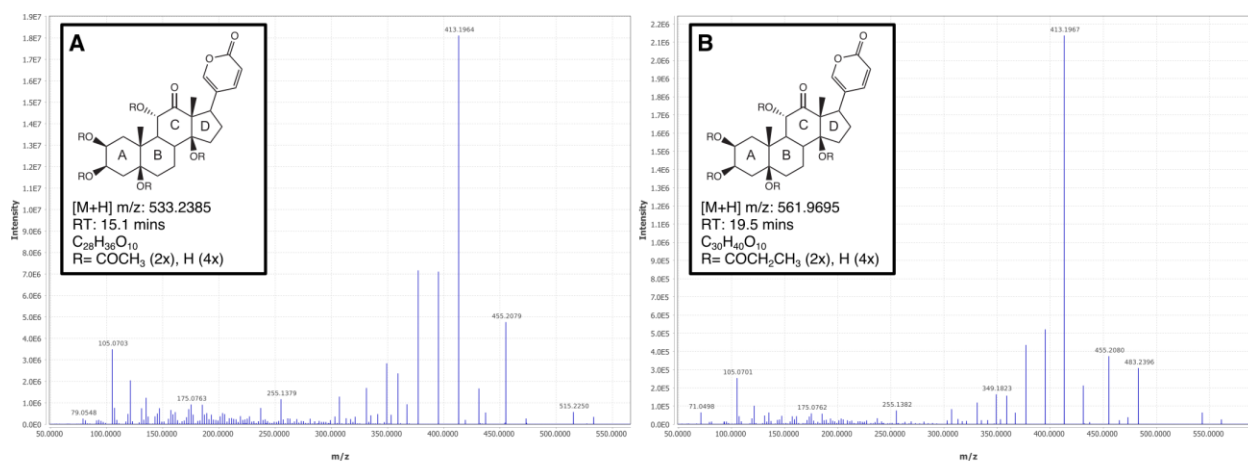 A
O
O
O
RO
C
D
RO
A
B
OR
RO
OR
[M+H] m/z: 533.2385
RT: 15.1 mins
C₂₈H₃₆O₁₀
R= COCH₃ (2x), H (4x)
Intensity
1.9E7
1.8E7
1.7E7
1.6E7
1.5E7
1.4E7
1.3E7
1.2E7
1.1E7
1.0E7
9.0E6
8.0E6
7.0E6
6.0E6
5.0E6
4.0E6
3.0E6
2.0E6
1.0E6
0.0E0
413.1964
455.2079
105.0703
255.1379
175.0763
515.2250
79.0548
50.0000
100.0000
150.0000
200.0000
250.0000
300.0000
350.0000
400.0000
450.0000
500.0000
550.0000
m/z
B
O
O
O
RO
C
D
RO
A
B
OR
RO
OR
[M+H] m/z: 561.9695
RT: 19.5 mins
C₃₀H₄₀O₁₀
R= COCH₂CH₃ (2x), H (4x)
Intensity
2.2E6
2.1E6
2.0E6
1.9E6
1.8E6
1.7E6
1.6E6
1.5E6
1.4E6
1.3E6
1.2E6
1.1E6
1.0E6
9.0E5
8.0E5
7.0E5
6.0E5
5.0E5
4.0E5
3.0E5
2.0E5
1.0E5
0.0E0
413.1967
455.2080
483.2396
105.0701
349.1823
71.0498
175.0762
255.1382
50.0000
100.0000
150.0000
200.0000
250.0000
300.0000
350.0000
400.0000
450.0000
500.0000
550.0000
m/z